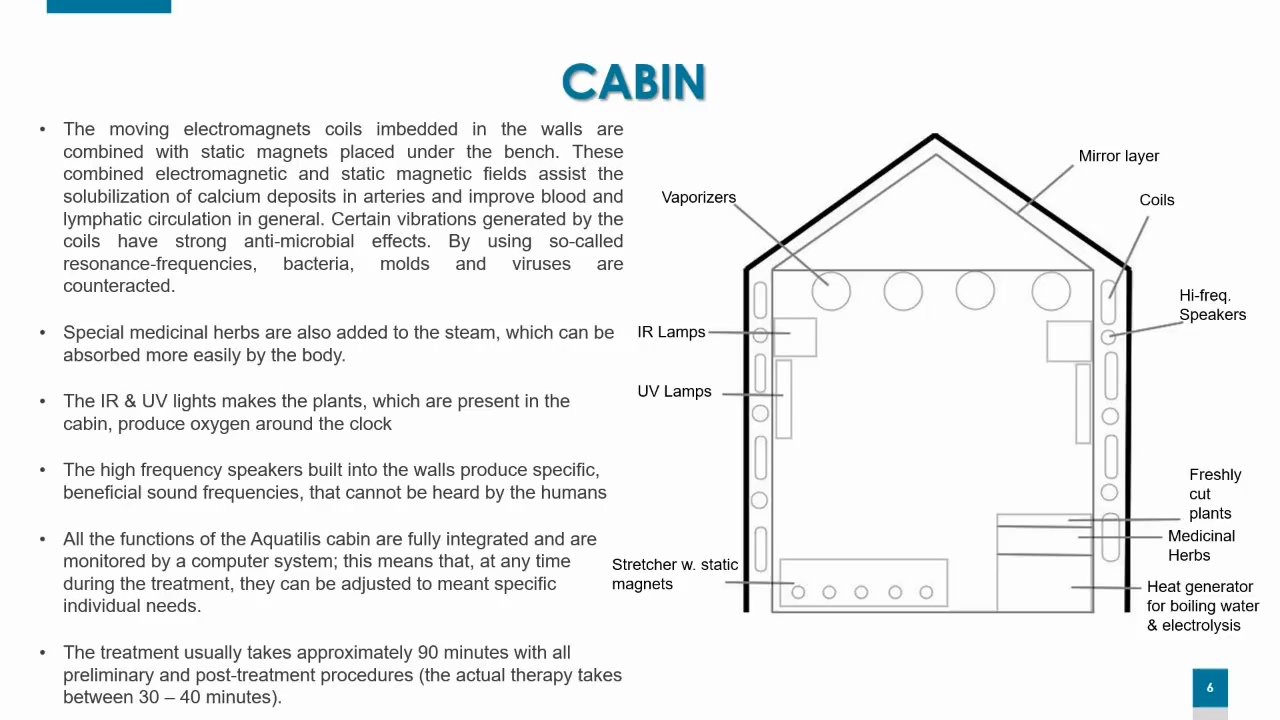 CABIN
• The moving electromagnets coils imbedded in the walls are
combined with static magnets placed under the bench. These
combined electromagnetic and static magnetic fields assist the
solubilization of calcium deposits in arteries and improve blood and
lymphatic circulation in general. Certain vibrations generated by the
coils have strong anti-microbial effects. By using so-called
resonance-frequencies, bacteria, molds and viruses are
counteracted.
• Special medicinal herbs are also added to the steam, which can be
absorbed more easily by the body.
• The IR & UV lights makes the plants, which are present in the
cabin, produce oxygen around the clock
• The high frequency speakers built into the walls produce specific,
beneficial sound frequencies, that cannot be heard by the humans
• All the functions of the Aquatilis cabin are fully integrated and are
monitored by a computer system; this means that, at any time
during the treatment, they can be adjusted to meant specific
individual needs.
• The treatment usually takes approximately 90 minutes with all
preliminary and post-treatment procedures (the actual therapy takes
between 30 – 40 minutes).
Mirror layer
Vaporizers
Coils
Hi-freq.
Speakers
IR Lamps
UV Lamps
Freshly
cut
plants
Medicinal
Herbs
Stretcher w. static
magnets
Heat generator
for boiling water
& electrolysis
6